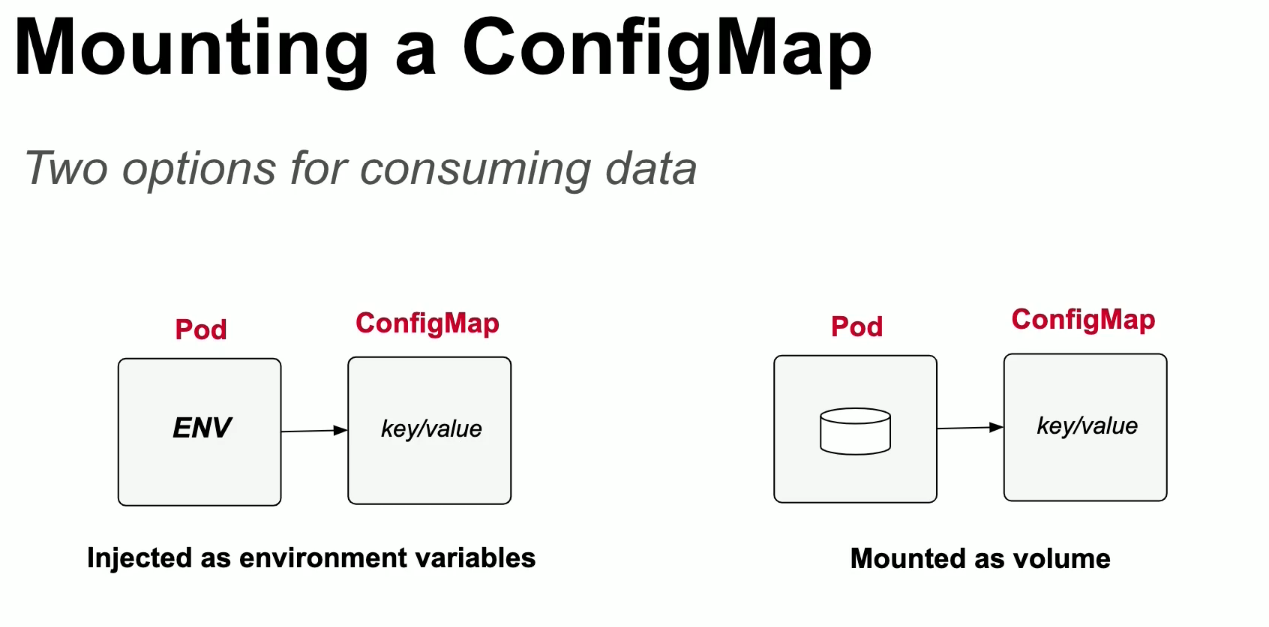 Mounting a ConfigMap
Two options for consuming data
Pod
ConfigMap
ENV
key/value
Injected as environment variables
Pod
ConfigMap
key/value
Mounted as volume